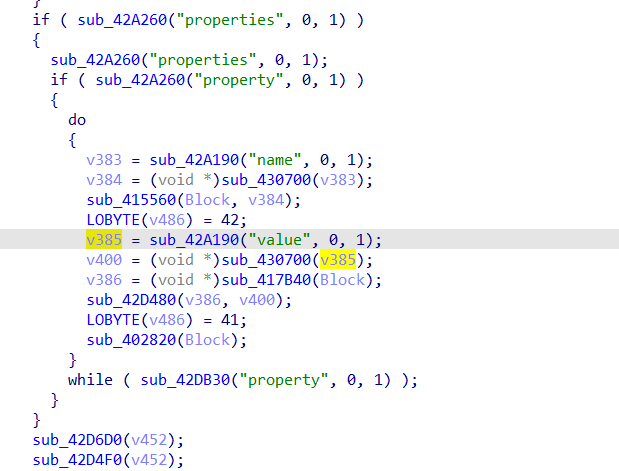 }
if ( sub_42A260("properties", 0, 1) )
{
sub_42A260("properties", 0, 1);
if ( sub_42A260("property", 0, 1) )
{
do
{
v383 = sub_42A190("name", 0, 1);
v384 = (void *)sub_430700(v383);
sub_415560(Block, v384);
LOBYTE(v486) = 42;
v385 = sub_42A190("value", 0, 1);
v400 = (void *)sub_430700(v385);
v386 = (void *)sub_417B40(Block);
sub_42D480(v386, v400);
LOBYTE(v486) = 41;
sub_402820(Block);
}
while ( sub_42DB30("property", 0, 1) );
}
}
sub_42D6D0(v452);
sub_42D4F0(v452);